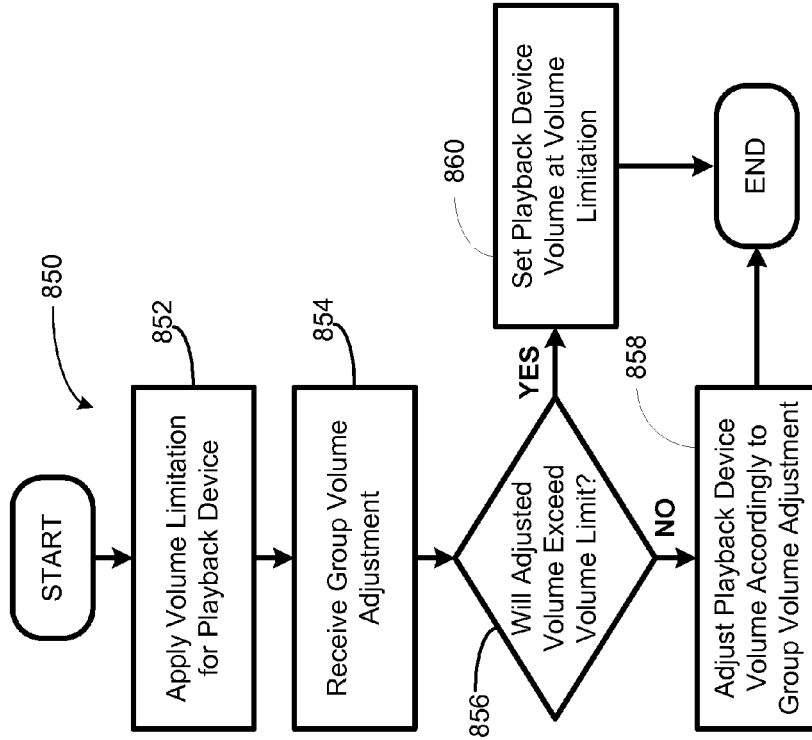 850
START
852
Apply Volume Limitation
for Playback Device
854
Receive Group Volume
Adjustment
856
Will Adjusted
Volume Exceed
Volume Limit?
YES
NO
860
Set Playback Device
Volume at Volume
Limitation
858
Adjust Playback Device
Volume Accordingly to
Group Volume Adjustment
END